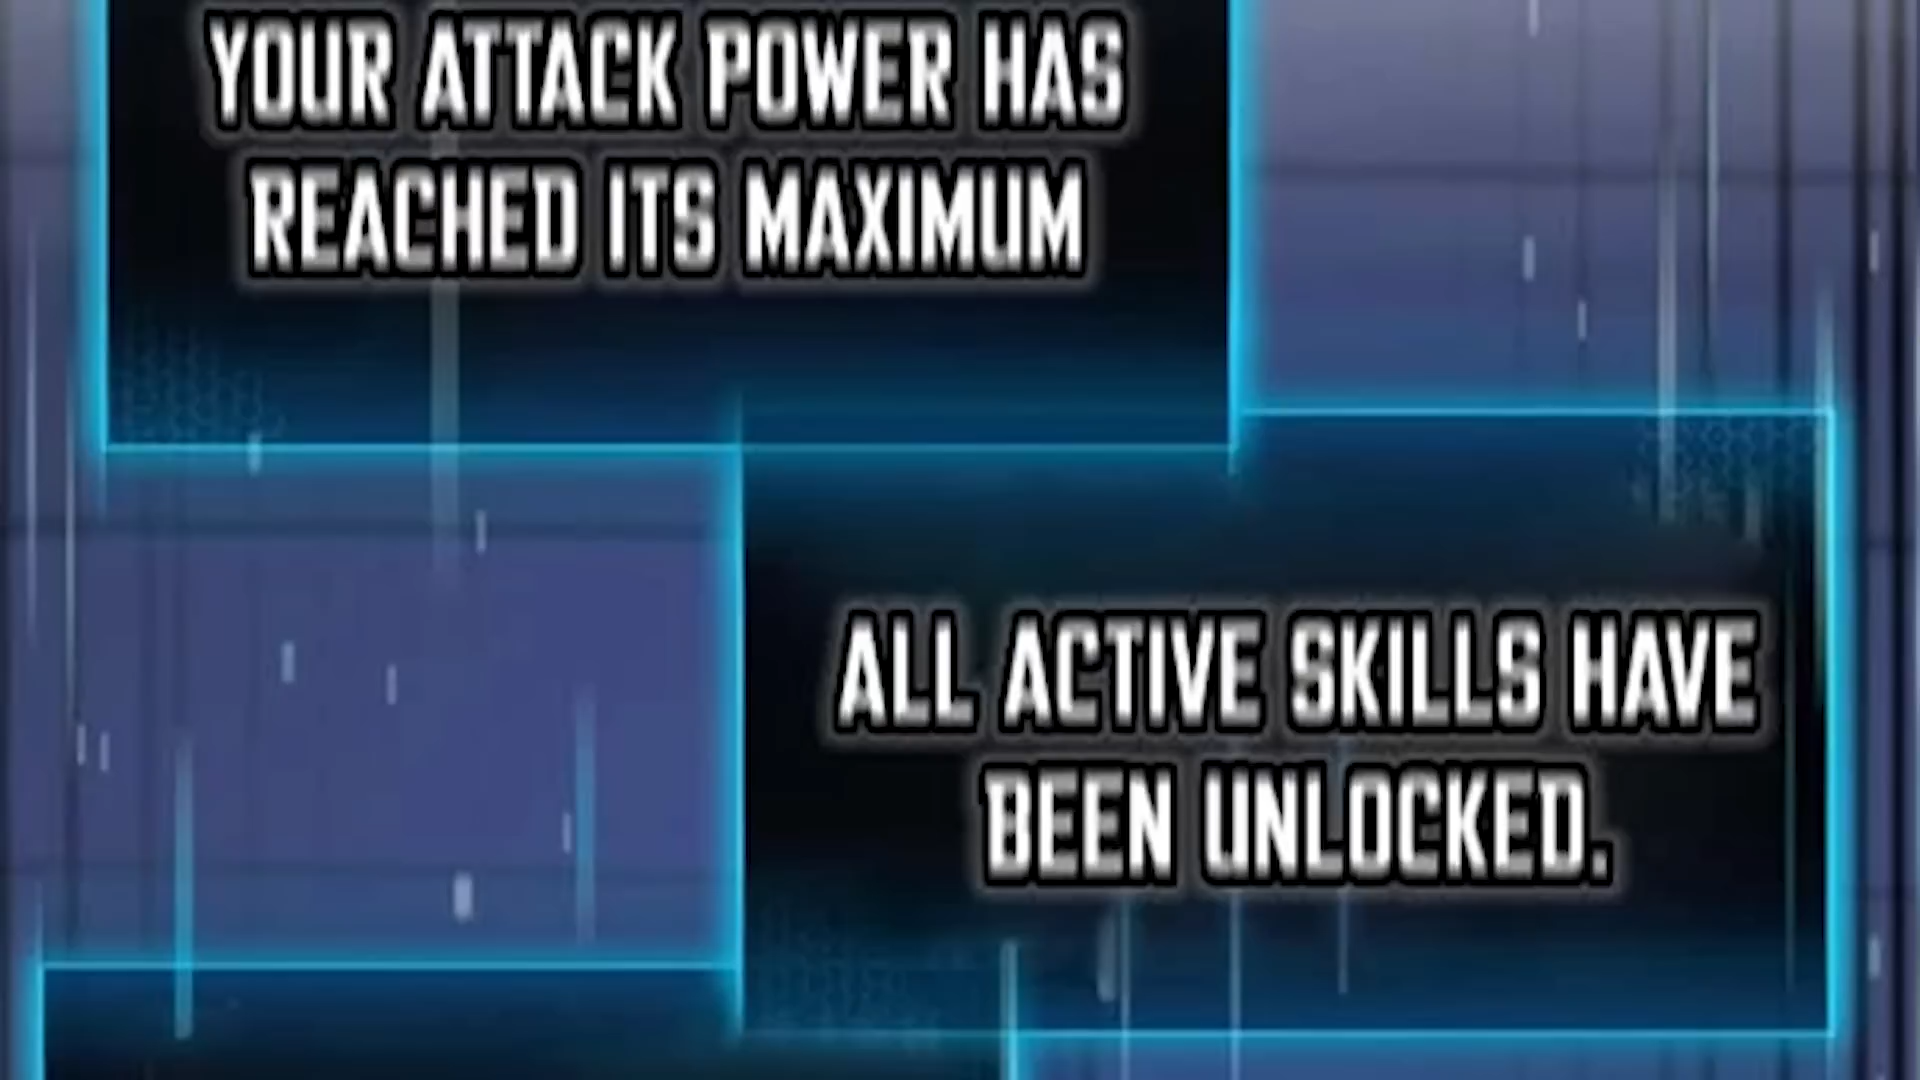 YOUR ATTACK POWER HAS
REACHED ITS MAXIMUM
ALL ACTIVE SKILLS HAVE
BEEN UNLOCKED.